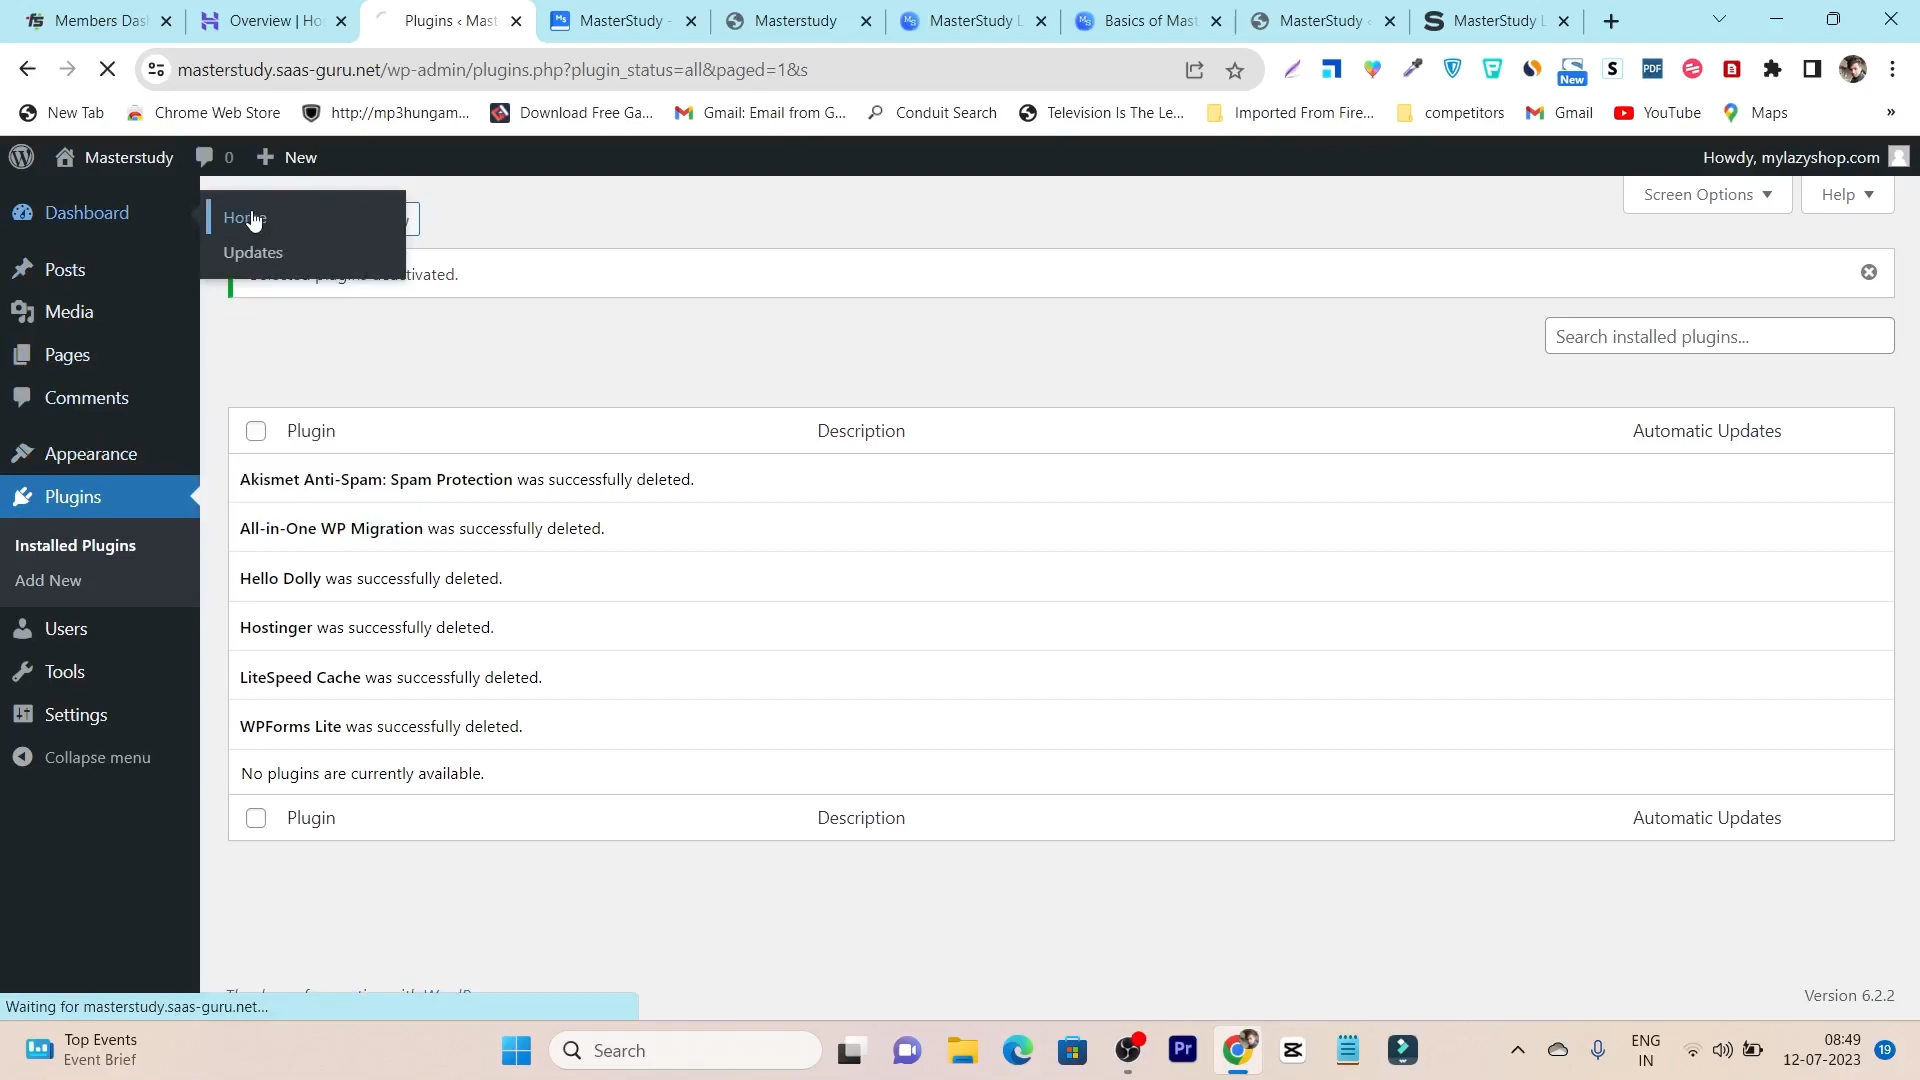 Members Das
Overview | Ho
Plugins ‹ Mast
MasterStudy -
Masterstudy
MasterStudy L
Basics of Mast
MasterStudy ‹
MasterStudy L
masterstudy.saas-guru.net/wp-admin/plugins.php?plugin_status=all&paged=1&s
New
PDF
New Tab
Chrome Web Store
http://mp3hungam...
Download Free Ga...
Gmail: Email from G...
Conduit Search
Television Is The Le...
Imported From Fire...
competitors
Gmail
YouTube
Maps
»
Masterstudy
0
New
Howdy, mylazyshop.com
Dashboard
Home
Updates
Screen Options
Help
Posts
Media
Pages
Comments
Appearance
Plugins
Installed Plugins
Add New
Users
Tools
Settings
Collapse menu
Selected plugins deactivated.
Search installed plugins...
Plugin Description Automatic Updates
Akismet Anti-Spam: Spam Protection was successfully deleted.
All-in-One WP Migration was successfully deleted.
Hello Dolly was successfully deleted.
Hostinger was successfully deleted.
LiteSpeed Cache was successfully deleted.
WPForms Lite was successfully deleted.
No plugins are currently available.
Plugin Description Automatic Updates
Version 6.2.2
Waiting for masterstudy.saas-guru.net...
Top Events
Event Brief
Search
Pr
ENG
IN
08:49
12-07-2023
19